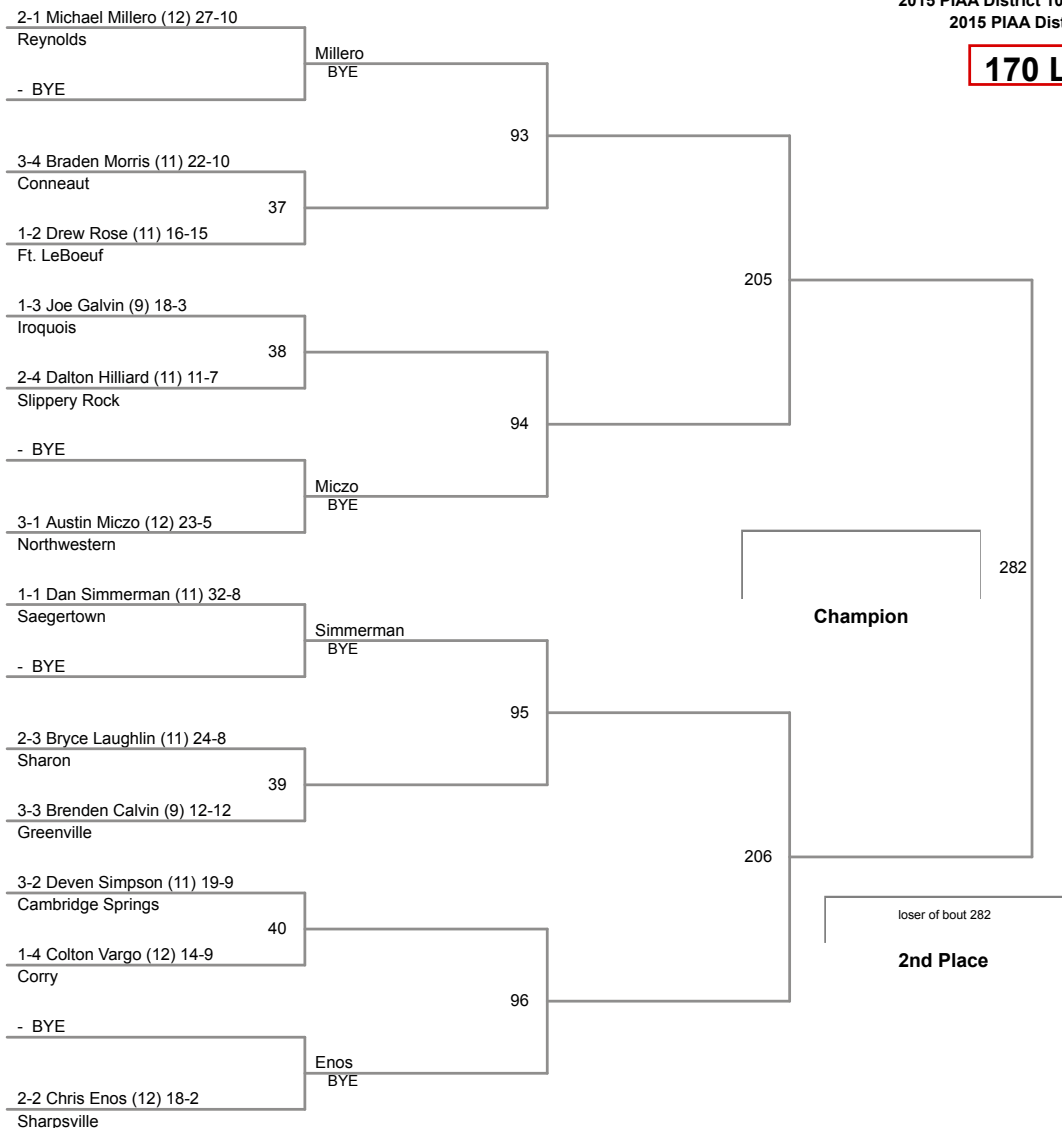 2015 PIAA District 10
2015 PIAA Dist
170 L
2-1 Michael Millero (12) 27-10
Reynolds
Millero
BYE
- BYE
93
3-4 Braden Morris (11) 22-10
Conneaut
37
1-2 Drew Rose (11) 16-15
Ft. LeBoeuf
205
1-3 Joe Galvin (9) 18-3
Iroquois
38
2-4 Dalton Hilliard (11) 11-7
Slippery Rock
94
- BYE
Miczo
BYE
3-1 Austin Miczo (12) 23-5
Northwestern
282
Champion
1-1 Dan Simmerman (11) 32-8
Saegertown
Simmerman
BYE
- BYE
95
2-3 Bryce Laughlin (11) 24-8
Sharon
39
3-3 Brenden Calvin (9) 12-12
Greenville
206
3-2 Deven Simpson (11) 19-9
Cambridge Springs
40
1-4 Colton Vargo (12) 14-9
Corry
loser of bout 282
2nd Place
96
- BYE
Enos
BYE
2-2 Chris Enos (12) 18-2
Sharpsville